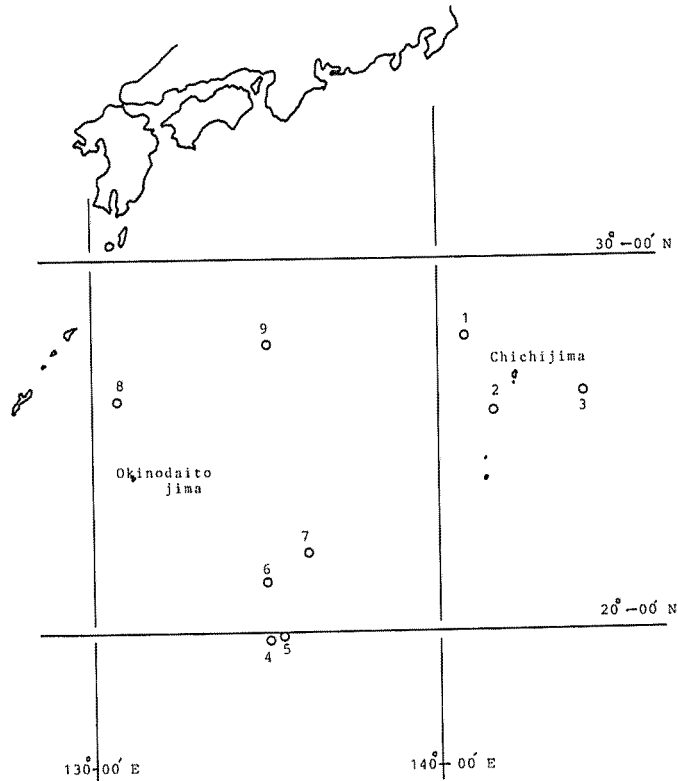 30°-00′ N
1
9
Chichijima
8
2
3
Okinodaito
jima
7
6
20°-00′ N
4
5
130°-00′ E
140°-00′ E